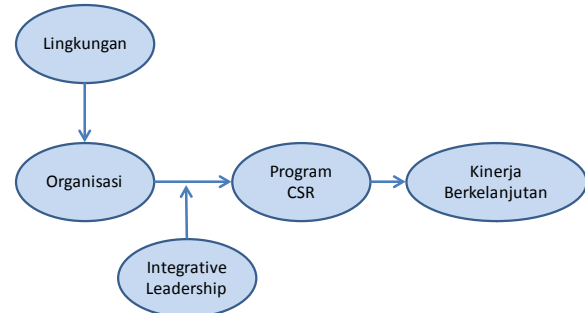 Lingkungan
Organisasi
Program
CSR
Kinerja
Berkelanjutan
Integrative
Leadership